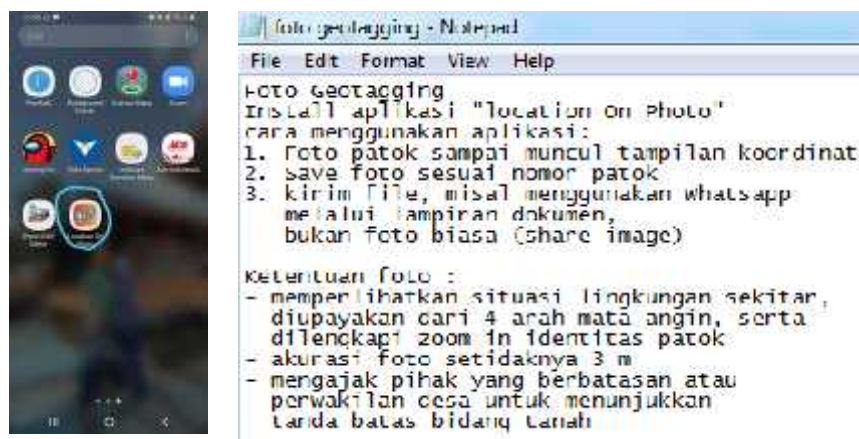 foto geotagging - Notepad
File Edit Format View Help
Foto Geotagging
Install aplikasi "location On Photo"
cara menggunakan aplikasi:
1. Foto patok sampai muncul tampilan koordinat
2. Save foto sesuai nomor patok
3. kirim file, misal menggunakan whatsapp
melalui lampiran dokumen,
bukan foto biasa (share image)
Ketentuan foto :
- memperlihatkan situasi lingkungan sekitar,
diupayakan dari 4 arah mata angin, serta
dilengkapi zoom in identitas patok
- akurasi foto setidaknya 3 m
- mengajak pihak yang berbatasan atau
perwakilan desa untuk menunjukkan
tanda batas bidang tanah